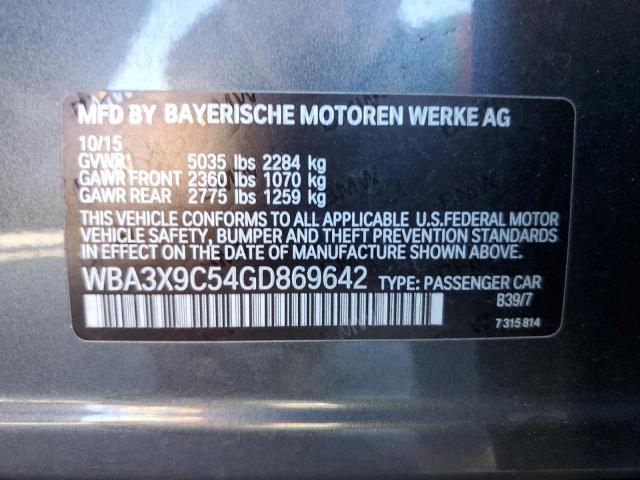 MFD BY BAYERISCHE MOTOREN WERKE AG
10/15
GVWR 5035 lbs 2284 kg
GAWR FRONT 2360 lbs 1070 kg
GAWR REAR 2775 lbs 1259 kg
THIS VEHICLE CONFORMS TO ALL APPLICABLE U.S.FEDERAL MOTOR
VEHICLE SAFETY, BUMPER AND THEFT PREVENTION STANDARDS
IN EFFECT ON THE DATE OF MANUFACTURE SHOWN ABOVE.
WBA3X9C54GD869642 TYPE: PASSENGER CAR
B39/7
7 315 814